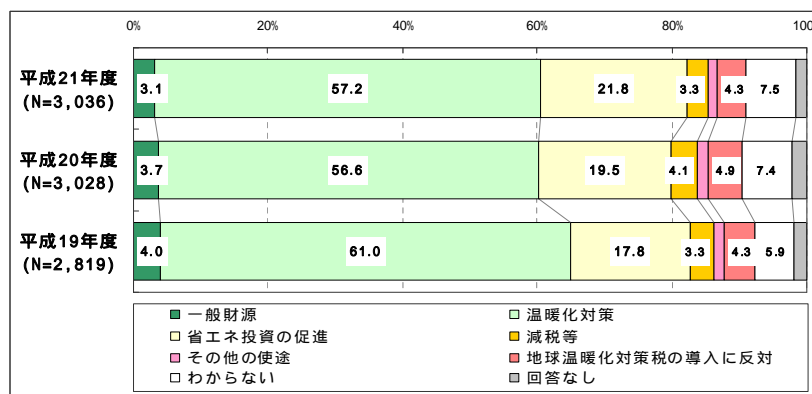 0% 20% 40% 60% 80% 100
平成21年度
(N=3,036)
3.1 57.2 21.8 3.3 4.3 7.5
平成20年度
(N=3,028)
3.7 56.6 19.5 4.1 4.9 7.4
平成19年度
(N=2,819)
4.0 61.0 17.8 3.3 4.3 5.9
一般財源 温暖化対策
省エネ投資の促進 減税等
その他の使途 地球温暖化対策税の導入に反対
わからない 回答なし